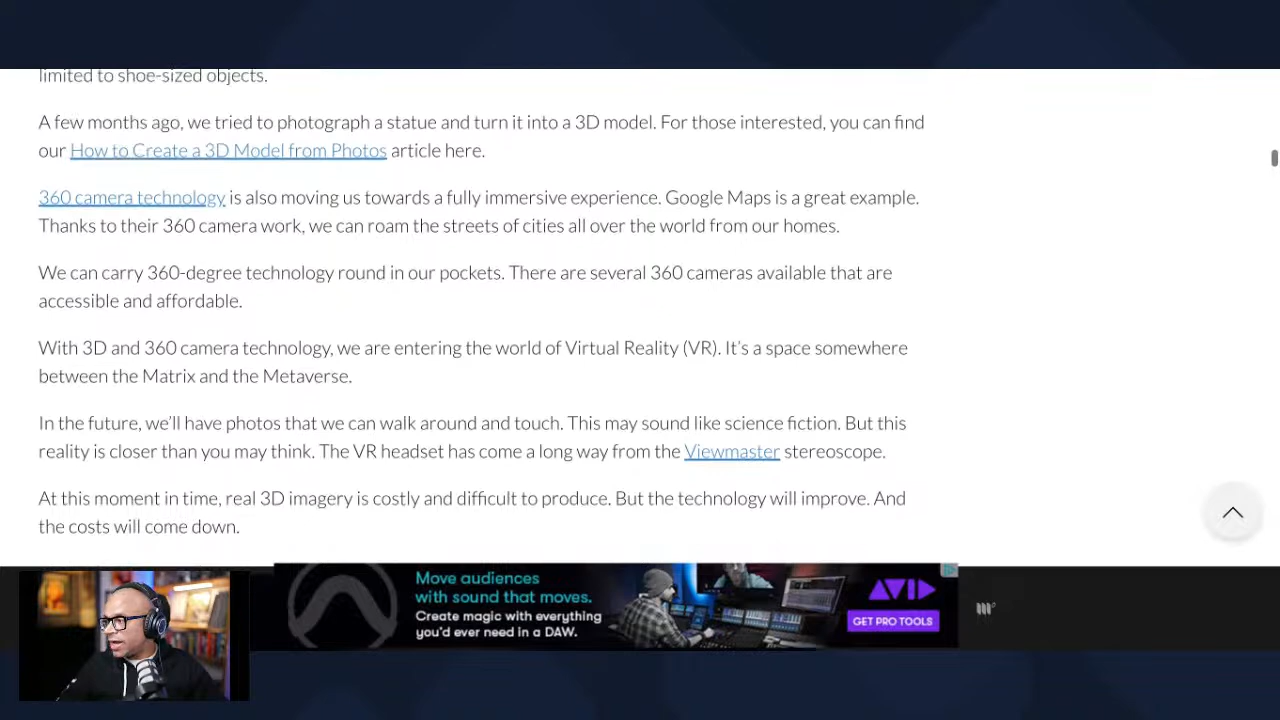 limited to shoe-sized objects.
A few months ago, we tried to photograph a statue and turn it into a 3D model. For those interested, you can find
our How to Create a 3D Model from Photos article here.
360 camera technology is also moving us towards a fully immersive experience. Google Maps is a great example.
Thanks to their 360 camera work, we can roam the streets of cities all over the world from our homes.
We can carry 360-degree technology round in our pockets. There are several 360 cameras available that are
accessible and affordable.
With 3D and 360 camera technology, we are entering the world of Virtual Reality (VR). It's a space somewhere
between the Matrix and the Metaverse.
In the future, we'll have photos that we can walk around and touch. This may sound like science fiction. But this
reality is closer than you may think. The VR headset has come a long way from the Viewmaster stereoscope.
At this moment in time, real 3D imagery is costly and difficult to produce. But the technology will improve. And
the costs will come down.
Move audiences
with sound that moves.
Create magic with everything
you'd ever need in a DAW.
AVID
GET PRO TOOLS